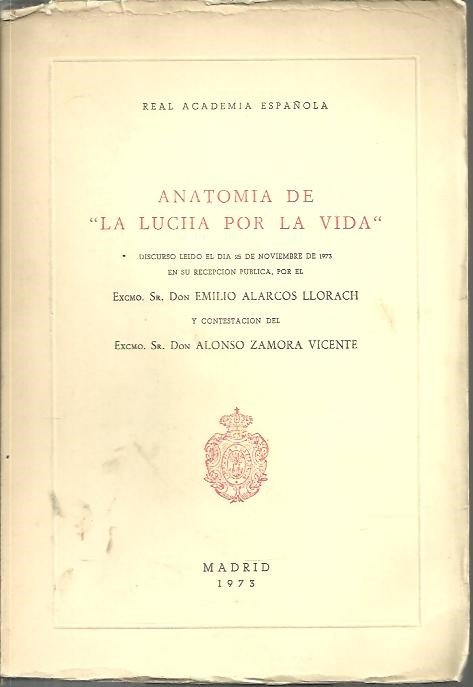 REAL ACADEMIA ESPAÑOLA
ANATOMIA DE
"LA LUCHA POR LA VIDA"
DISCURSO LEIDO EL DIA 25 DE NOVIEMBRE DE 1973
EN SU RECEPCION PUBLICA, POR EL
EXCMO. SR. DON EMILIO ALARCOS LLORACH
Y CONTESTACION DEL
EXCMO. SR. DON ALONSO ZAMORA VICENTE
MADRID
1973